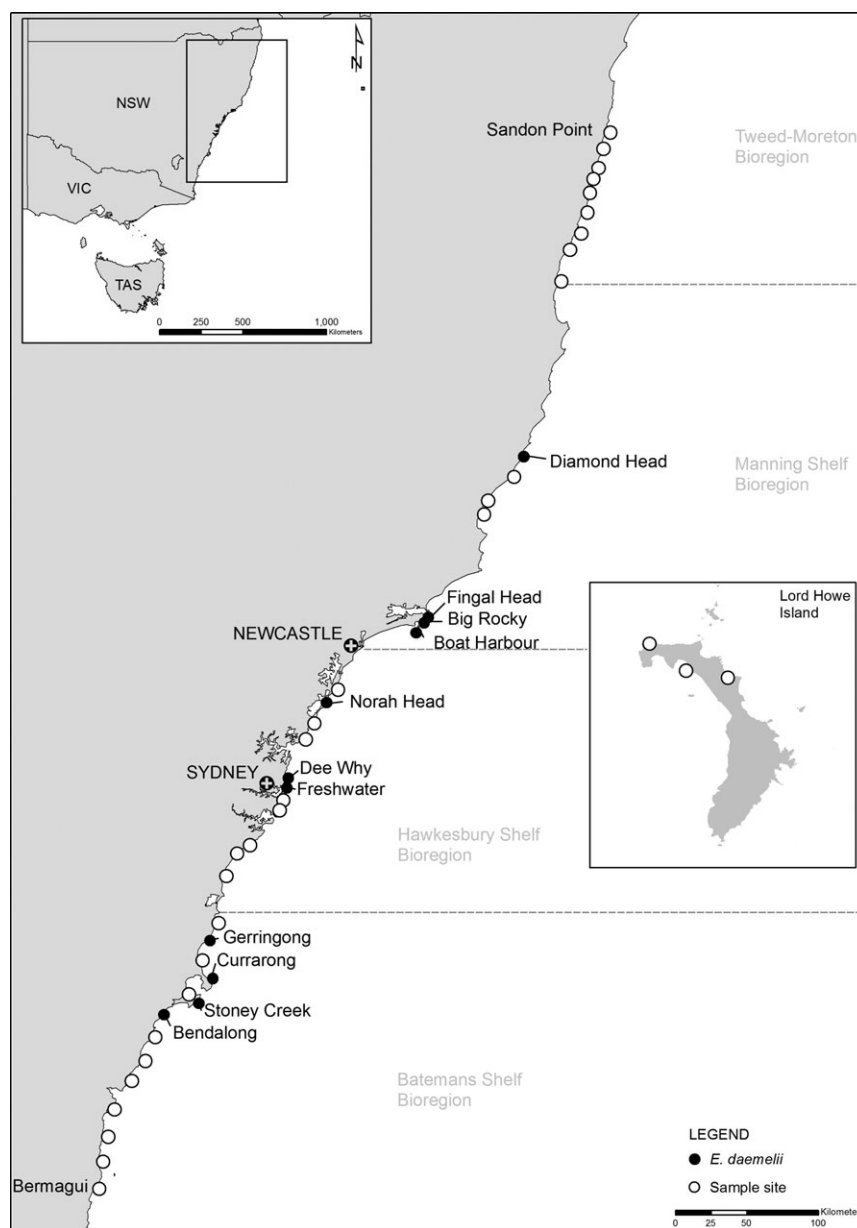 N
NSW
VIC
TAS
0 250 500 1,000
Kilometers
Sandon Point
Tweed-Moreton
Bioregion
Diamond Head
Manning Shelf
Bioregion
Fingal Head
Big Rocky
Boat Harbour
NEWCASTLE
Lord Howe
Island
Norah Head
SYDNEY
Dee Why
Freshwater
Hawkesbury Shelf
Bioregion
Gerringong
Currarong
Stoney Creek
Bendalong
Batemans Shelf
Bioregion
Bermagui
LEGEND
E. daemelii
Sample site
Kilomete
0 25 50 100